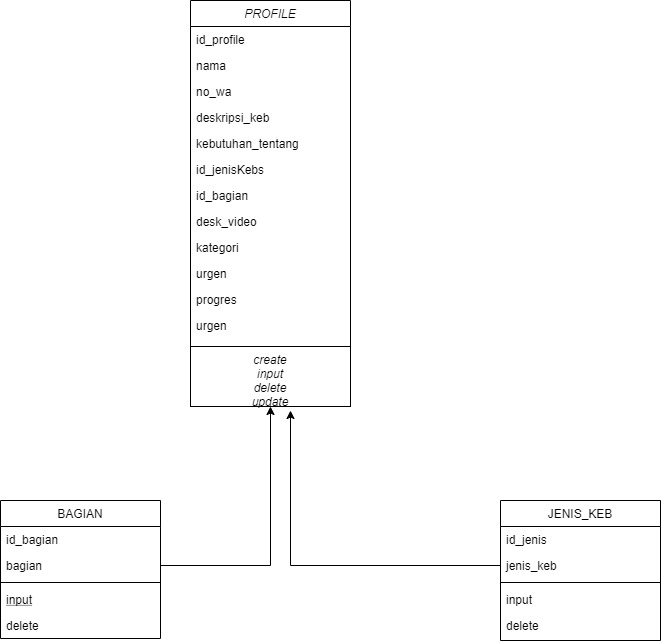 PROFILE
id_profile
nama
no_wa
deskripsi_keb
kebutuhan_tentang
id_jenisKebs
id_bagian
desk_video
kategori
urgen
progres
urgen
create
input
delete
update
BAGIAN
id_bagian
bagian
input
delete
JENIS_KEB
id_jenis
jenis_keb
input
delete